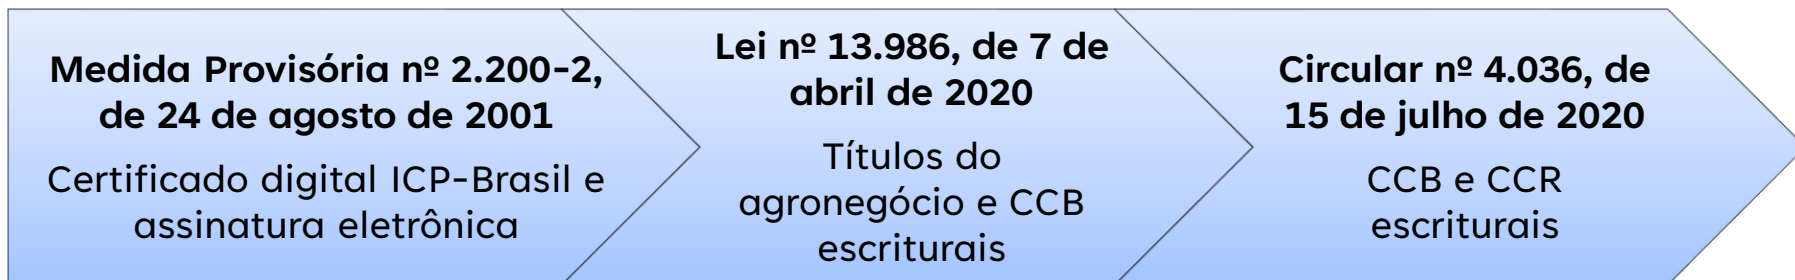 Medida Provisória nº 2.200-2,
de 24 de agosto de 2001
Certificado digital ICP-Brasil e
assinatura eletrônica
Lei nº 13.986, de 7 de
abril de 2020
Títulos do
agronegócio e CCB
escriturais
Circular nº 4.036, de
15 de julho de 2020
CCB e CCR
escriturais